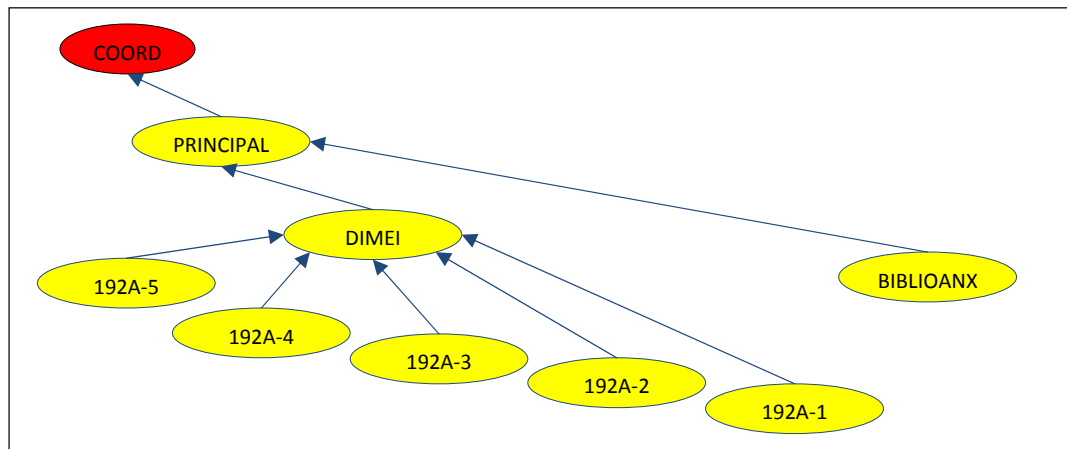 COORD
PRINCIPAL
DIMEI
192A-5
BIBLIOANX
192A-4
192A-3
192A-2
192A-1